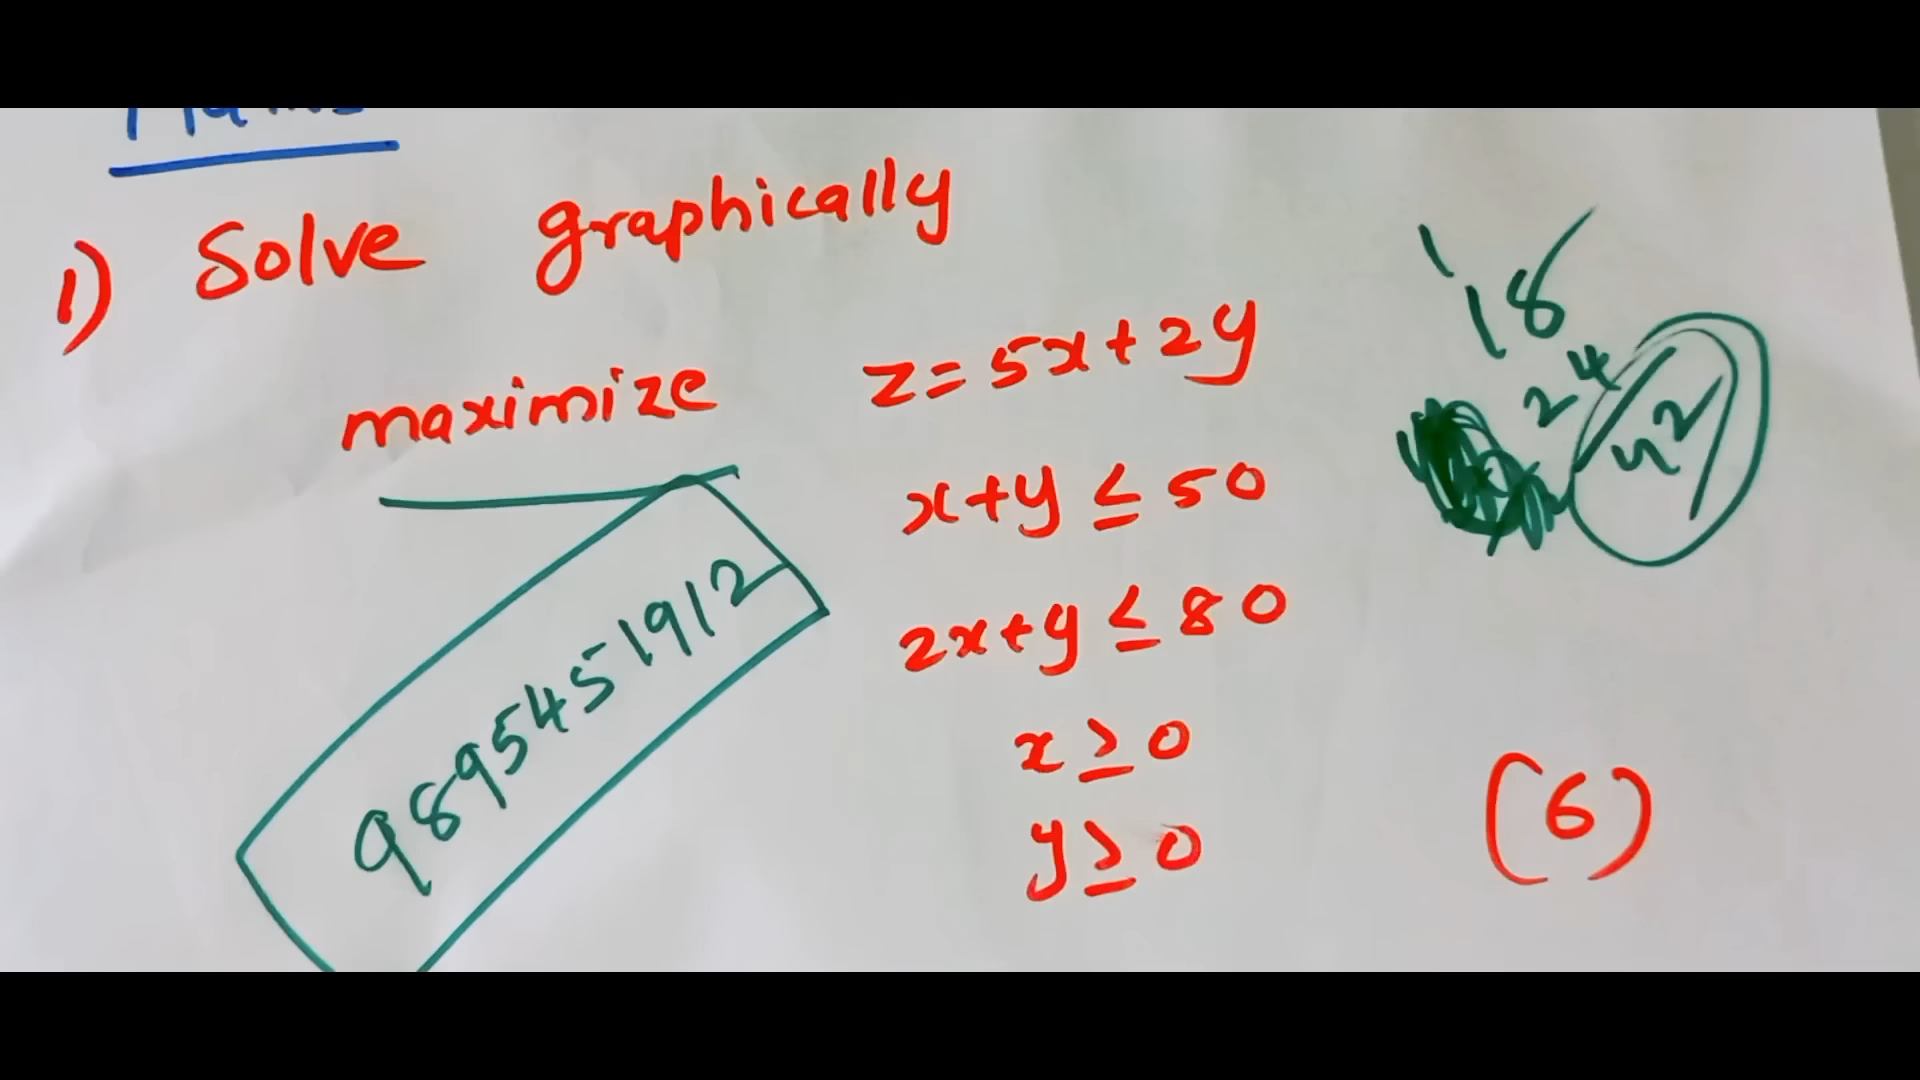 1) Solve graphically
maximize z = 5x + 2y
x + y ≤ 50
2x + y ≤ 80
x ≥ 0
y ≥ 0
(6)
9895451912
18
24
42